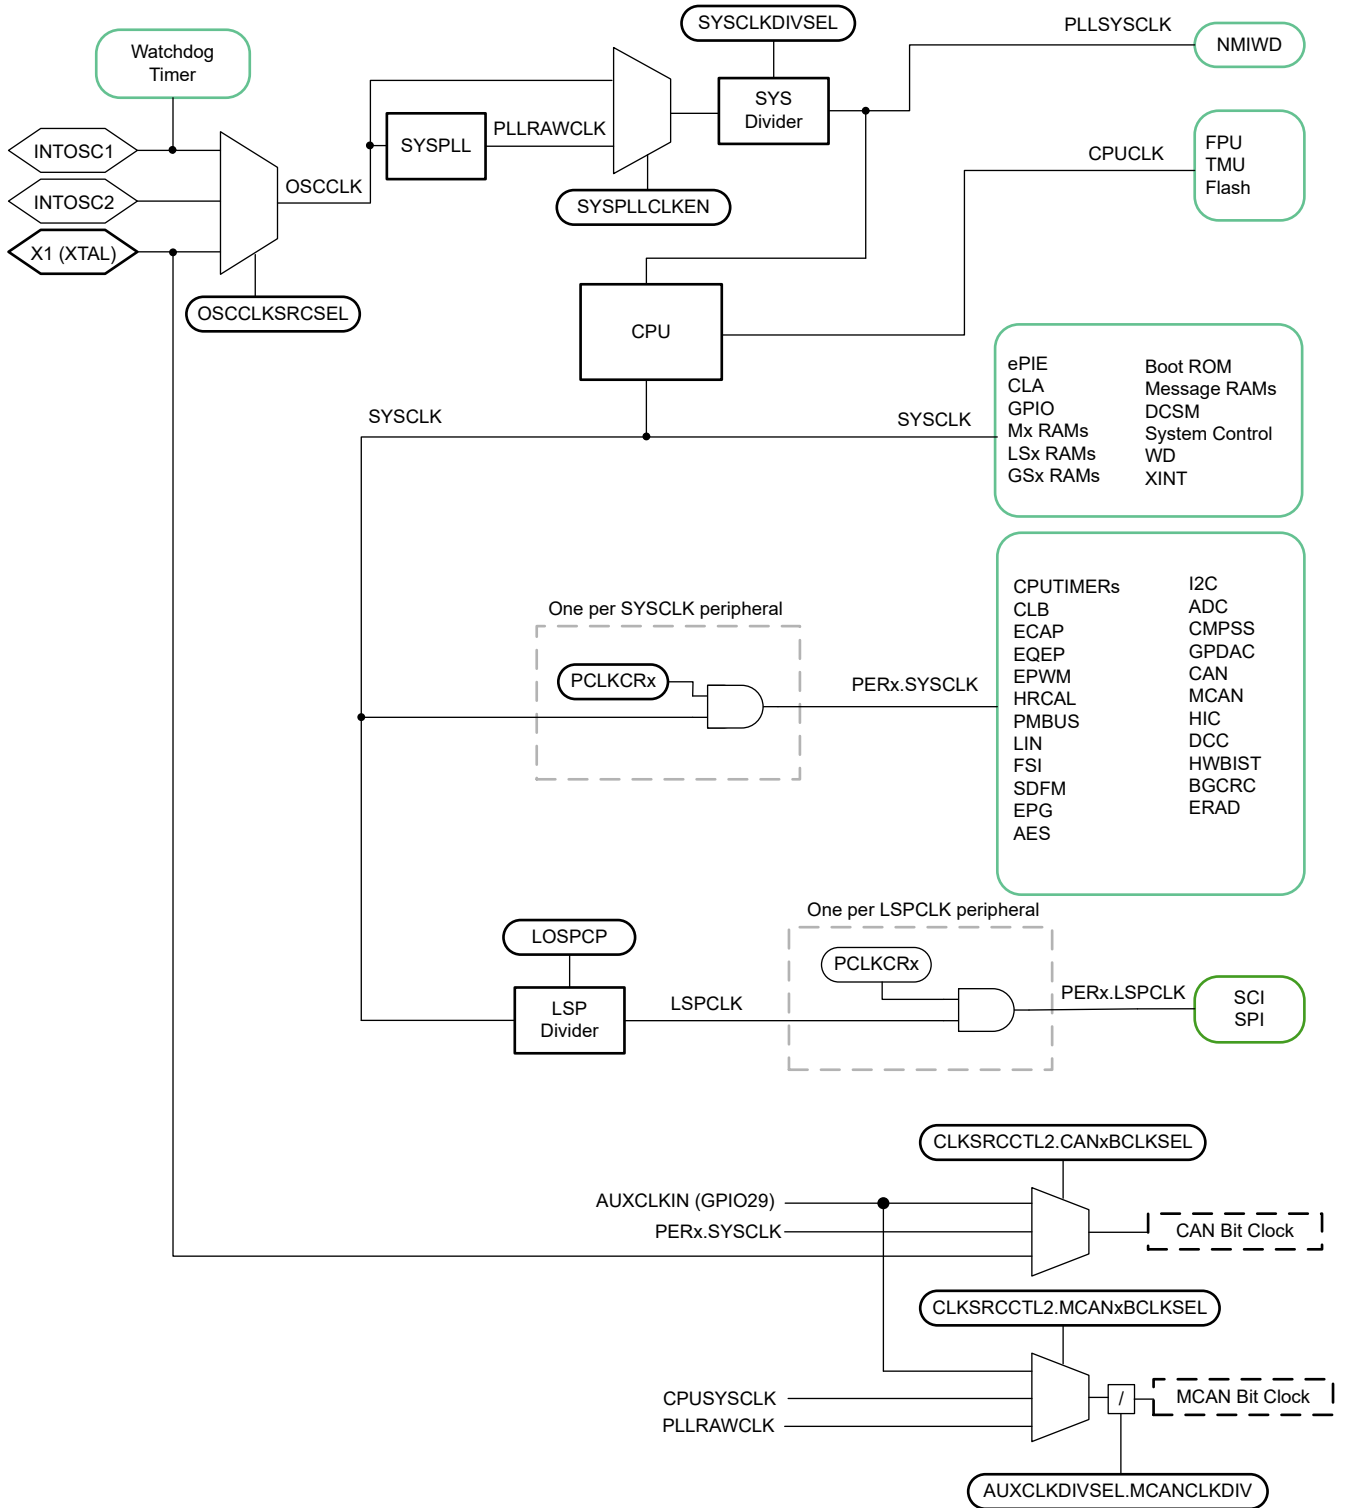 SYSCLKDIVSEL
PLLSYSCLK
NMIWD
Watchdog
Timer
SYS
Divider
INTOSC1
SYSPLL
PLLRAWCLK
CPUCLK
FPU
TMU
Flash
OSCCLK
INTOSC2
SYSPLLCLKEN
X1 (XTAL)
OSCCLKSRCSEL
CPU
SYSCLK
SYSCLK
ePIE
CLA
GPIO
Mx RAMs
LSx RAMs
GSx RAMs
Boot ROM
Message RAMs
DCSM
System Control
WD
XINT
One per SYSCLK peripheral
PCLKCRx
PERx.SYSCLK
CPUTIMERs
CLB
ECAP
EQEP
EPWM
HRCAL
PMBUS
LIN
FSI
SDFM
EPG
AES
I2C
ADC
CMPSS
GPDAC
CAN
MCAN
HIC
DCC
HWBIST
BGCRC
ERAD
One per LSPCLK peripheral
LOSPCP
PCLKCRx
LSP
Divider
LSPCLK
PERx.LSPCLK
SCI
SPI
CLKSRCCTL2.CANxBCLKSEL
AUXCLKIN (GPIO29)
PERx.SYSCLK
CAN Bit Clock
CLKSRCCTL2.MCANxBCLKSEL
CPUSYSCLK
PLLRAWCLK
/
MCAN Bit Clock
AUXCLKDIVSEL.MCANCLKDIV